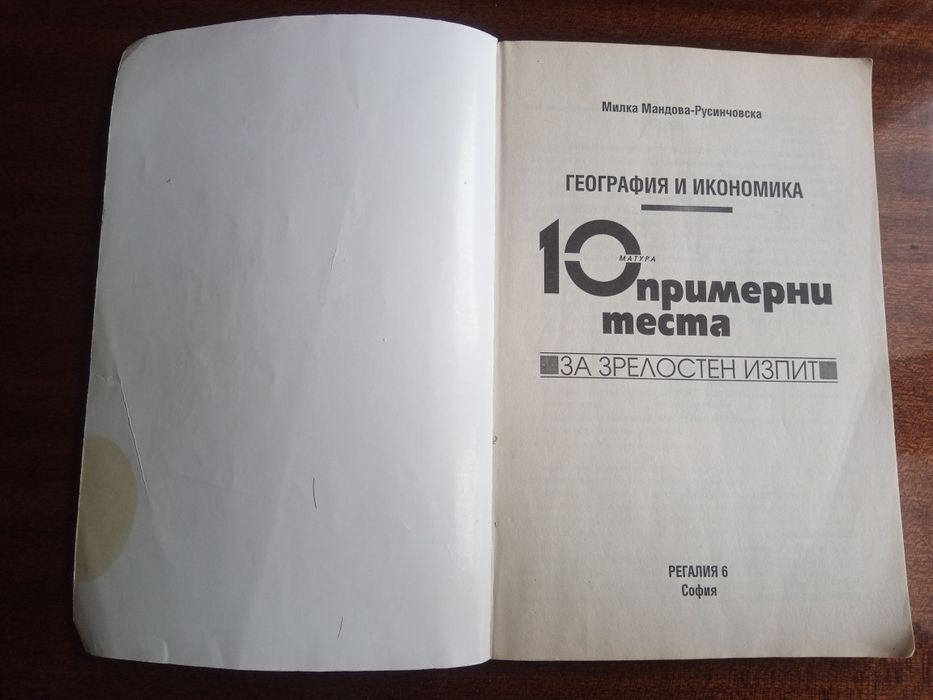 Милка Мандова-Русинчовска
ГЕОГРАФИЯ И ИКОНОМИКА
10
МАТУРА
примерни
теста
ЗА ЗРЕЛОСТЕН ИЗПИТ
РЕГАЛИЯ 6
София